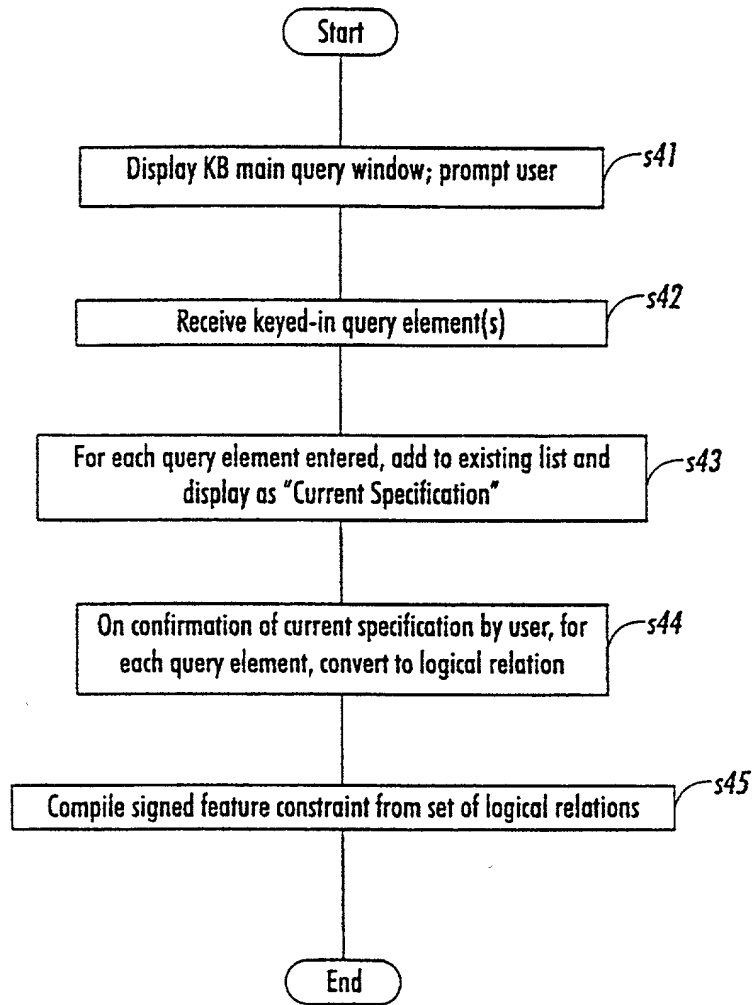 Start
Display KB main query window; prompt user
s41
Receive keyed-in query element(s)
s42
For each query element entered, add to existing list and
display as "Current Specification"
s43
On confirmation of current specification by user, for
each query element, convert to logical relation
s44
Compile signed feature constraint from set of logical relations
s45
End